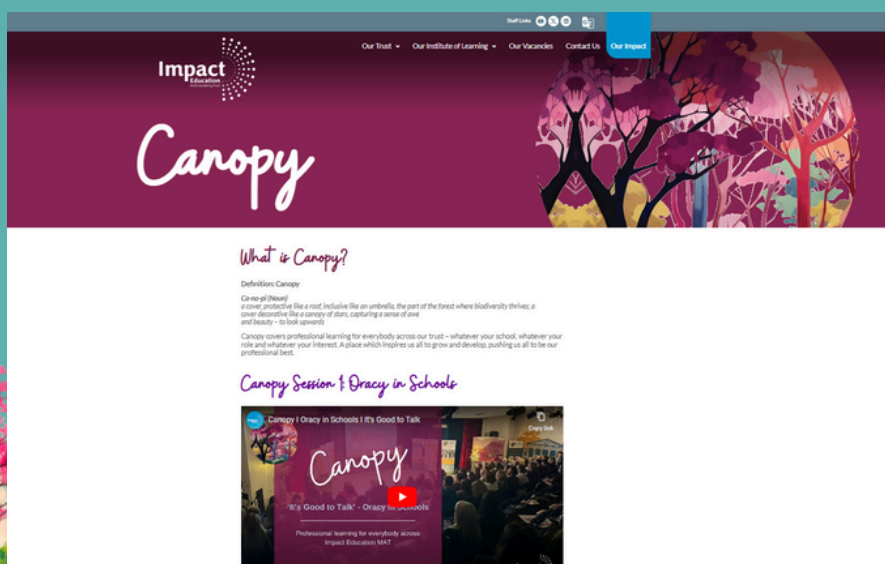 Staff Links
Our Trust Our Institute of Learning Our Vacancies Contact Us Our Impact
Impact
Education
Canopy
What is Canopy?
Definition: Canopy
Ca-no-pi (Noun)
a cover, protective like a roof, inclusive like an umbrella, the part of the forest where biodiversity thrives; a
cover decorative like a canopy of stars, capturing a sense of awe
and beauty – to look upwards
Canopy covers professional learning for everybody across our trust – whatever your school, whatever your
role and whatever your interest. A place which inspires us all to grow and develop, pushing us all to be our
professional best.
Canopy Session 1: Oracy in Schools
Canopy I Oracy in Schools I It's Good to Talk
Copy link
Canopy
'It's Good to Talk' - Oracy in Schools
Professional learning for everybody across
Impact Education MAT